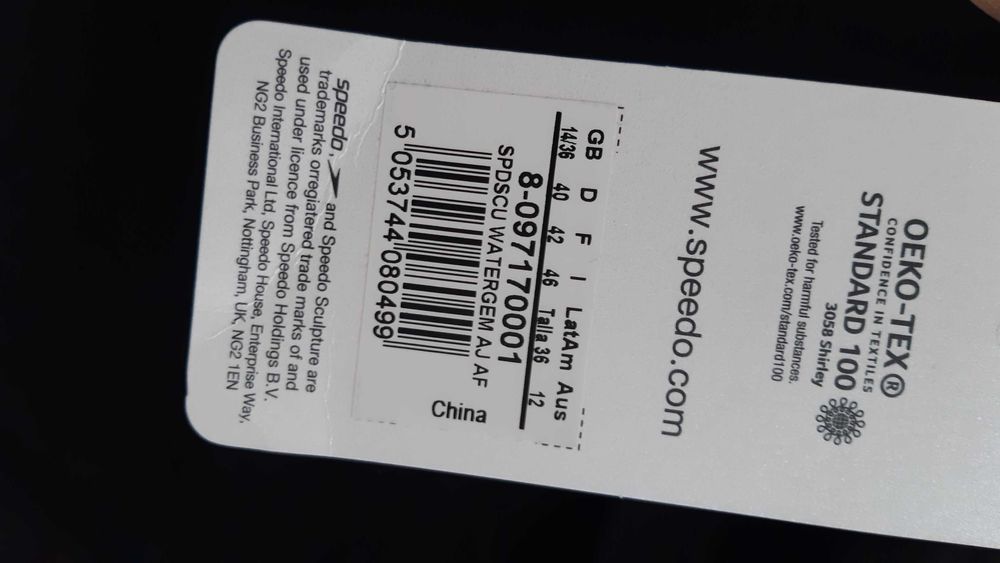 OEKO-TEX®
CONFIDENCE IN TEXTILES
STANDARD 100
3058 Shirley
Tested for harmful substances.
www.oeko-tex.com/standard100
www.speedo.com
GB D F I LatAm Aus
14/36 40 42 46 Talla 36 12
8-0971700001
SPDSCU WATERGEM AJ AF
5 053744 080499
China
speedo, and Speedo Sculpture are
trademarks orregiatered trade marks of and
used under licence from Speedo Holdings B.V.
Speedo International Ltd, Speedo House, Enterprise Way,
NG2 Business Park, Nottingham, UK, NG2 1EN